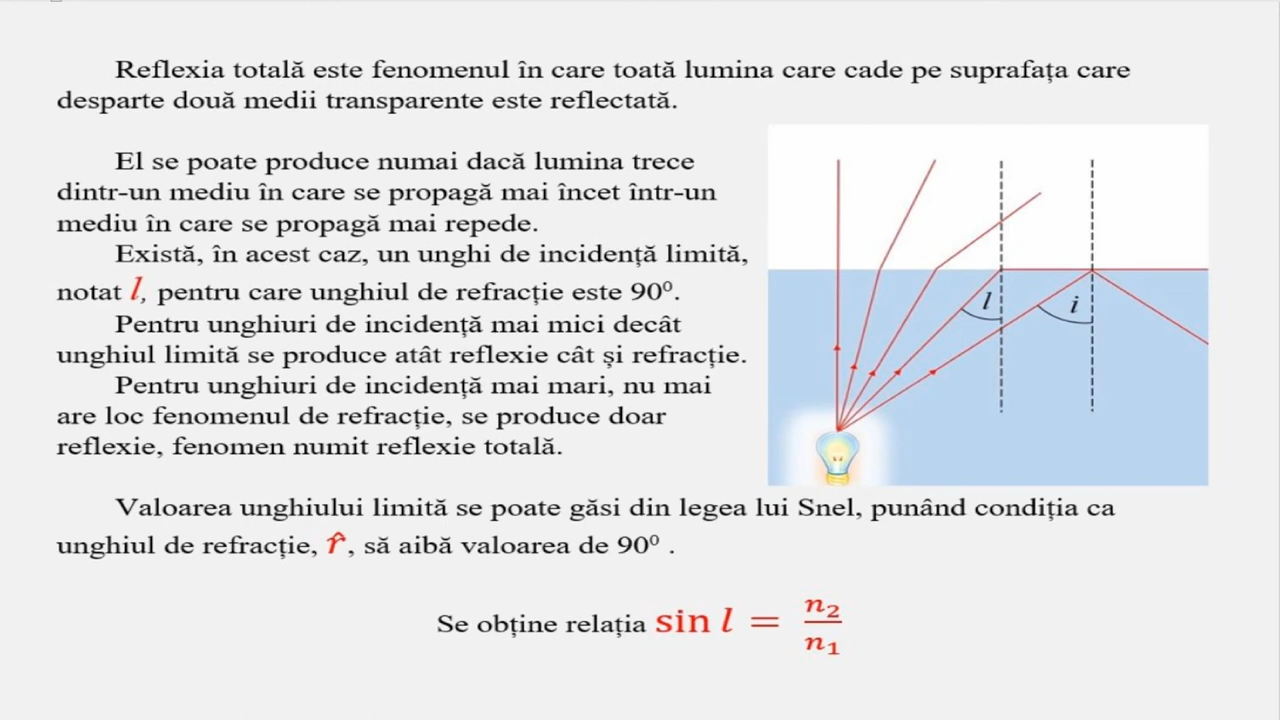 Reflexia totală este fenomenul în care toată lumina care cade pe suprafața care
desparte două medii transparente este reflectată.
El se poate produce numai dacă lumina trece
dintr-un mediu în care se propagă mai încet într-un
mediu în care se propagă mai repede.
Există, în acest caz, un unghi de incidență limită,
notat l, pentru care unghiul de refracție este 90⁰.
Pentru unghiuri de incidență mai mici decât
unghiul limită se produce atât reflexie cât și refracție.
Pentru unghiuri de incidență mai mari, nu mai
are loc fenomenul de refracție, se produce doar
reflexie, fenomen numit reflexie totală.
l
i
Valoarea unghiului limită se poate găsi din legea lui Snel, punând condiția ca
unghiul de refracție, r̂, să aibă valoarea de 90⁰ .
Se obține relația sin l = n₂/n₁